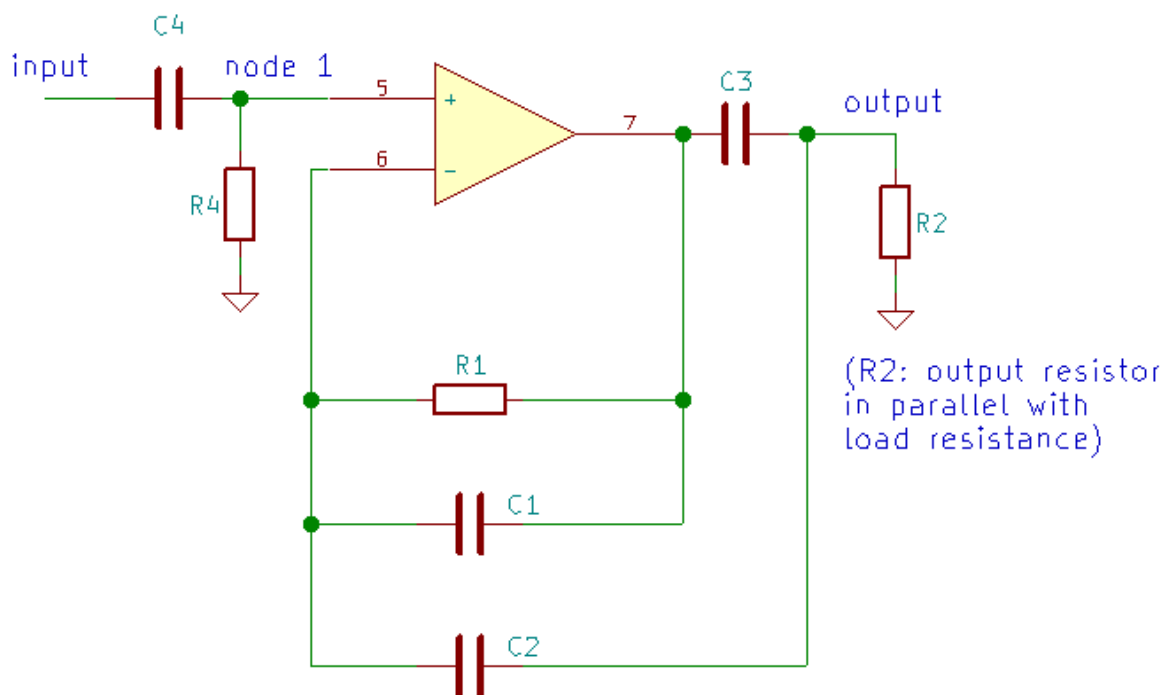 C4
input
node 1
5
+
6
-
7
C3
output
R4
R2
R1
(R2: output resistor
in parallel with
load resistance)
C1
C2